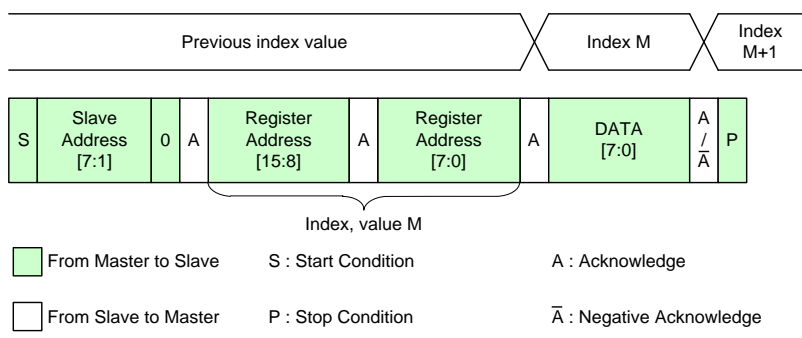 Previous index value
Index M
Index
M+1
S
Slave
Address
[7:1]
0
A
Register
Address
[15:8]
A
Register
Address
[7:0]
A
DATA
[7:0]
A
/
A̅
P
Index, value M
From Master to Slave
S : Start Condition
A : Acknowledge
From Slave to Master
P : Stop Condition
A̅ : Negative Acknowledge